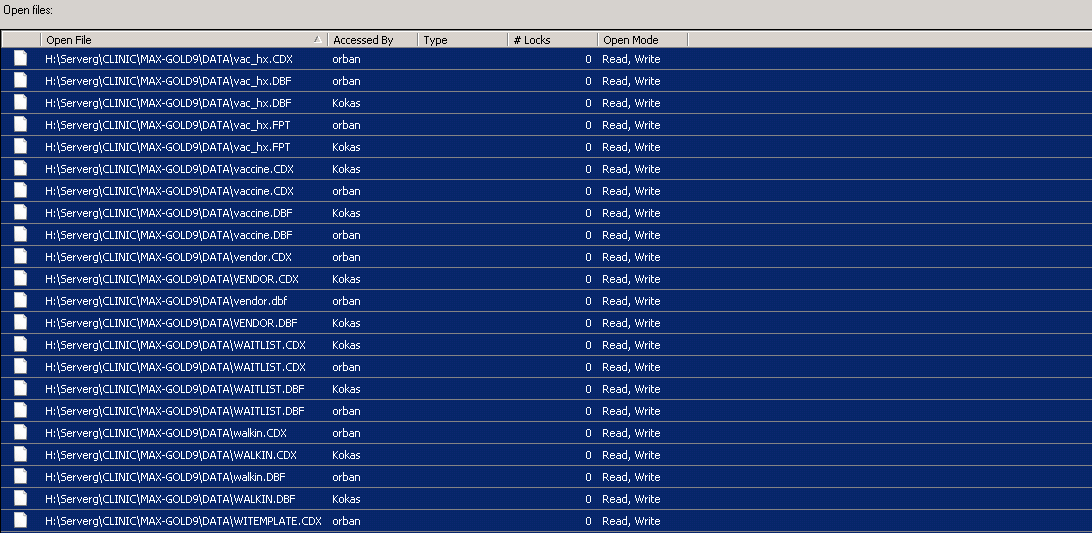 Open files:
Open File Accessed By Type # Locks Open Mode
H:\Serverg\CLINIC\MAX-GOLD9\DATA\vac_hx.CDX orban 0 Read, Write
H:\Serverg\CLINIC\MAX-GOLD9\DATA\vac_hx.DBF orban 0 Read, Write
H:\Serverg\CLINIC\MAX-GOLD9\DATA\vac_hx.DBF Kokas 0 Read, Write
H:\Serverg\CLINIC\MAX-GOLD9\DATA\vac_hx.FPT orban 0 Read, Write
H:\Serverg\CLINIC\MAX-GOLD9\DATA\vac_hx.FPT Kokas 0 Read, Write
H:\Serverg\CLINIC\MAX-GOLD9\DATA\vaccine.CDX Kokas 0 Read, Write
H:\Serverg\CLINIC\MAX-GOLD9\DATA\vaccine.CDX orban 0 Read, Write
H:\Serverg\CLINIC\MAX-GOLD9\DATA\vaccine.DBF Kokas 0 Read, Write
H:\Serverg\CLINIC\MAX-GOLD9\DATA\vaccine.DBF orban 0 Read, Write
H:\Serverg\CLINIC\MAX-GOLD9\DATA\vendor.CDX orban 0 Read, Write
H:\Serverg\CLINIC\MAX-GOLD9\DATA\VENDOR.CDX Kokas 0 Read, Write
H:\Serverg\CLINIC\MAX-GOLD9\DATA\vendor.dbf orban 0 Read, Write
H:\Serverg\CLINIC\MAX-GOLD9\DATA\VENDOR.DBF Kokas 0 Read, Write
H:\Serverg\CLINIC\MAX-GOLD9\DATA\WAITLIST.CDX Kokas 0 Read, Write
H:\Serverg\CLINIC\MAX-GOLD9\DATA\WAITLIST.CDX orban 0 Read, Write
H:\Serverg\CLINIC\MAX-GOLD9\DATA\WAITLIST.DBF Kokas 0 Read, Write
H:\Serverg\CLINIC\MAX-GOLD9\DATA\WAITLIST.DBF orban 0 Read, Write
H:\Serverg\CLINIC\MAX-GOLD9\DATA\walkin.CDX orban 0 Read, Write
H:\Serverg\CLINIC\MAX-GOLD9\DATA\WALKIN.CDX Kokas 0 Read, Write
H:\Serverg\CLINIC\MAX-GOLD9\DATA\walkin.DBF orban 0 Read, Write
H:\Serverg\CLINIC\MAX-GOLD9\DATA\WALKIN.DBF Kokas 0 Read, Write
H:\Serverg\CLINIC\MAX-GOLD9\DATA\WITEMPLATE.CDX orban 0 Read, Write